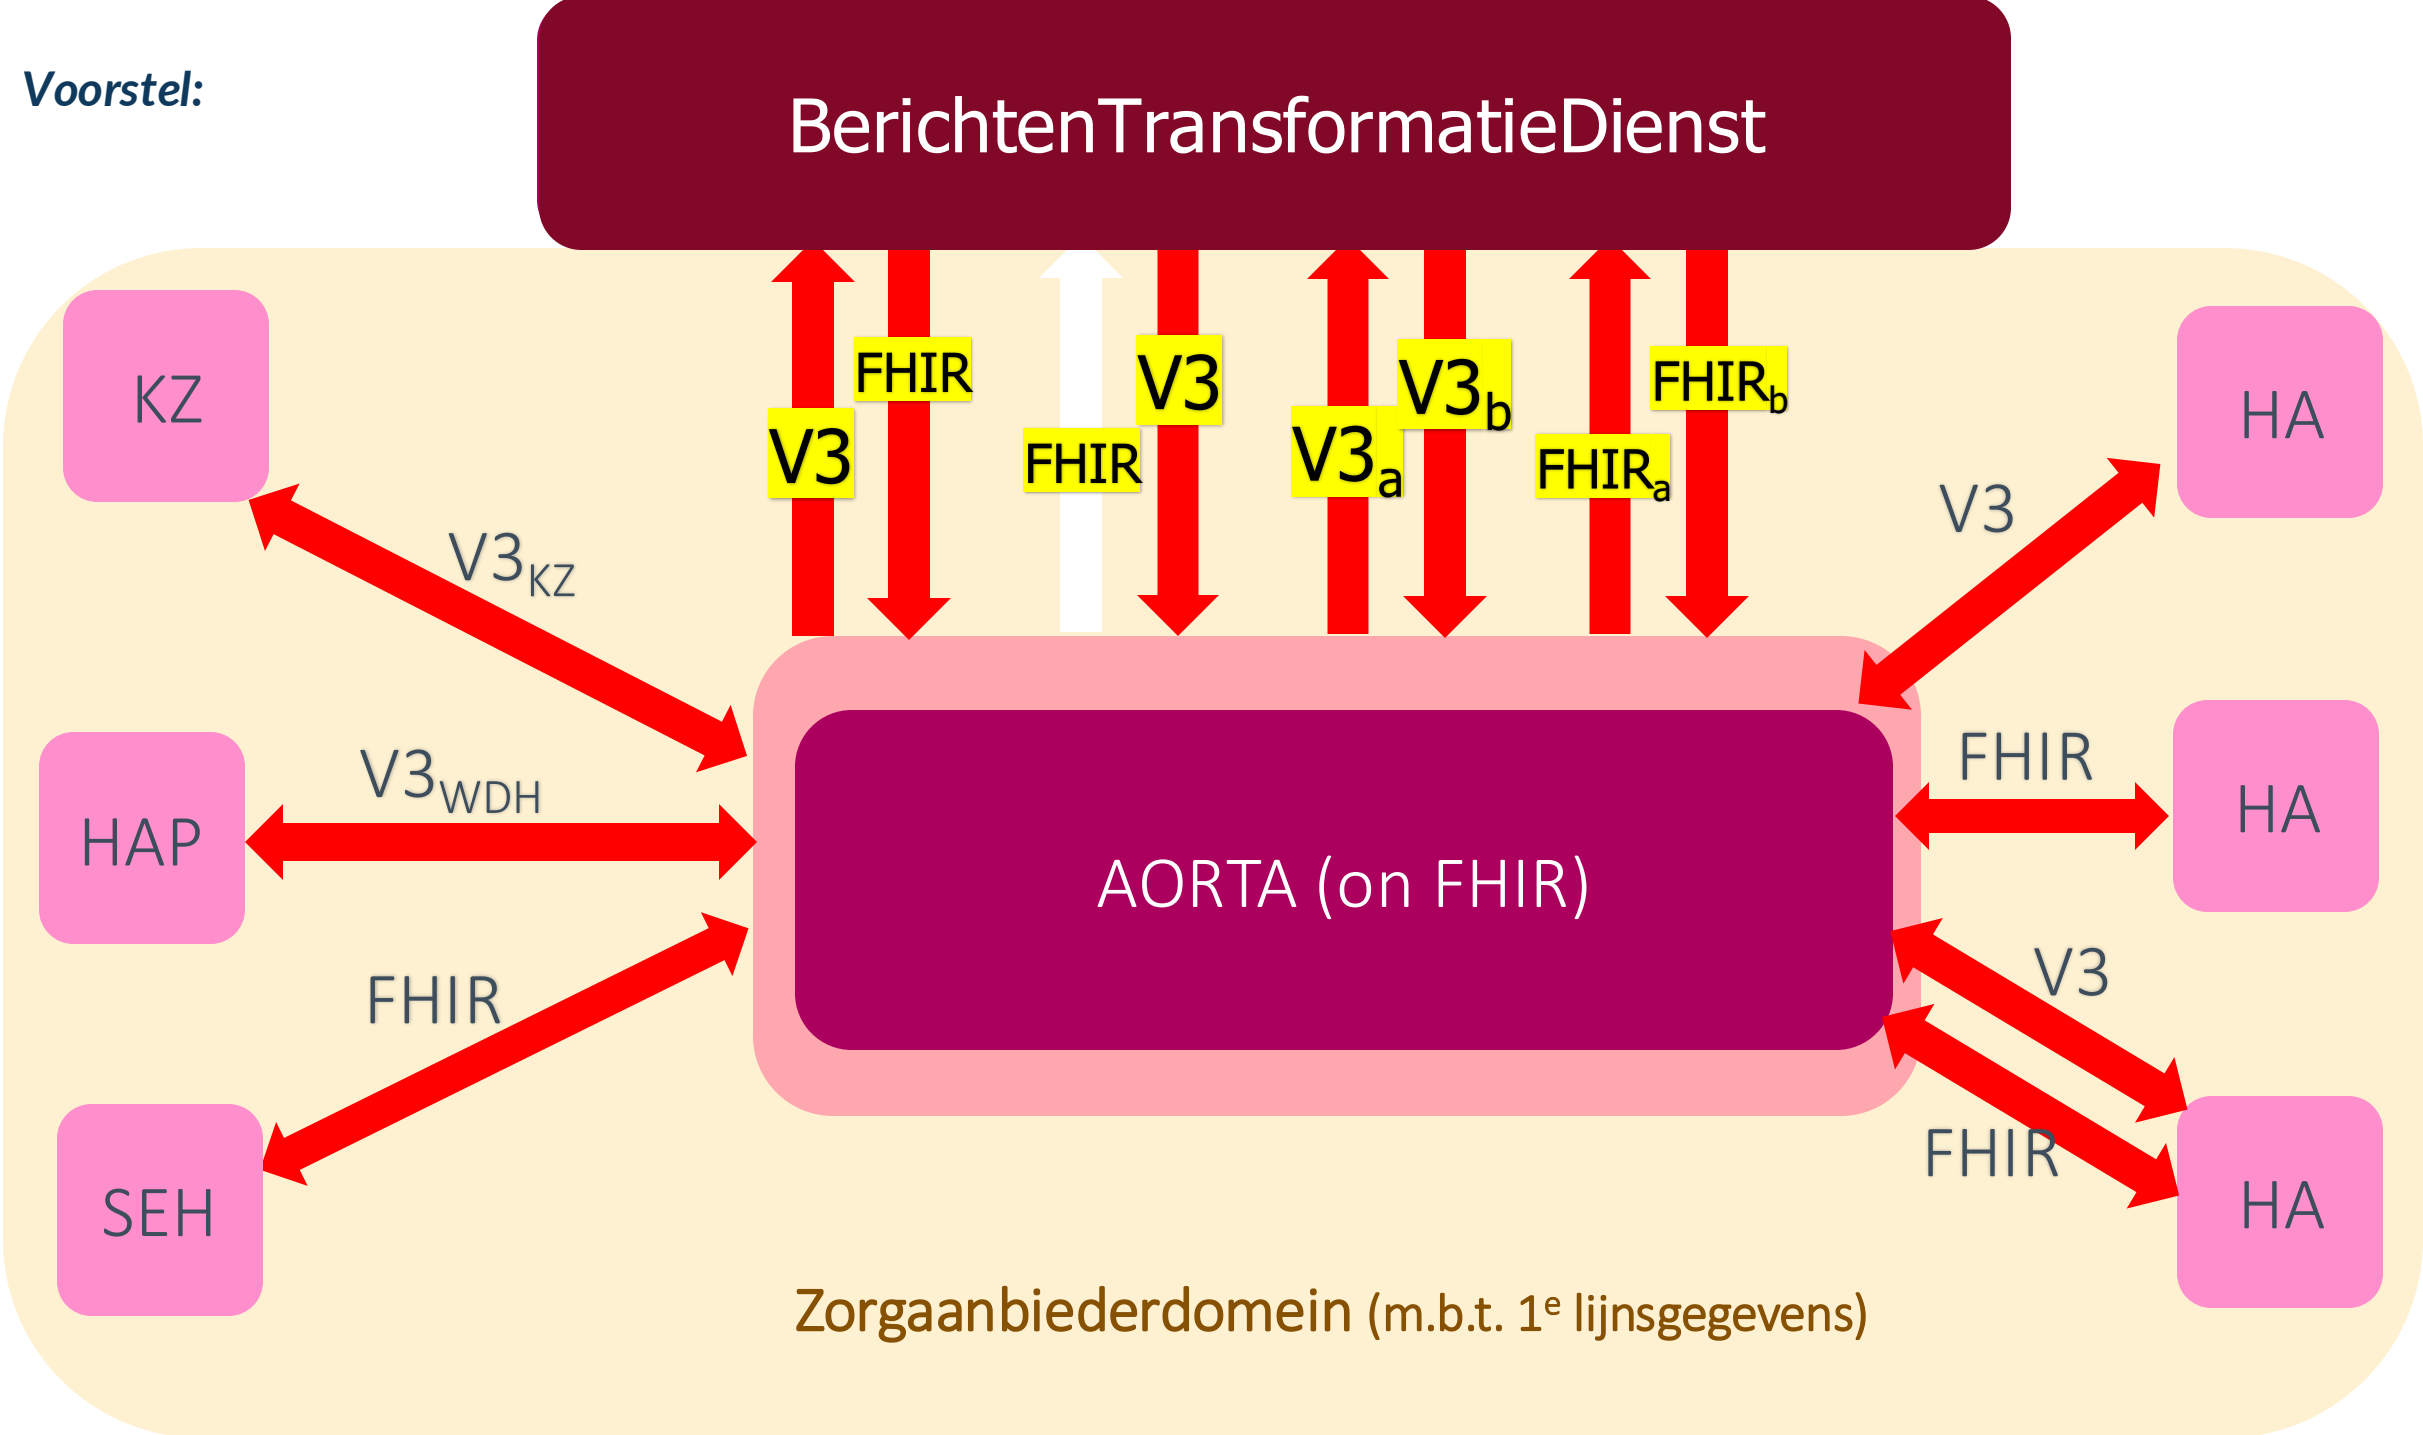 Voorstel:
BerichtenTransformatieDienst
KZ
HAP
SEH
V3KZ
V3WDH
FHIR
V3
FHIR
FHIR
V3
V3a
V3b
FHIRa
FHIRb
AORTA (on FHIR)
V3
FHIR
V3
FHIR
HA
HA
HA
Zorgaanbiederdomein (m.b.t. 1e lijnsgegevens)